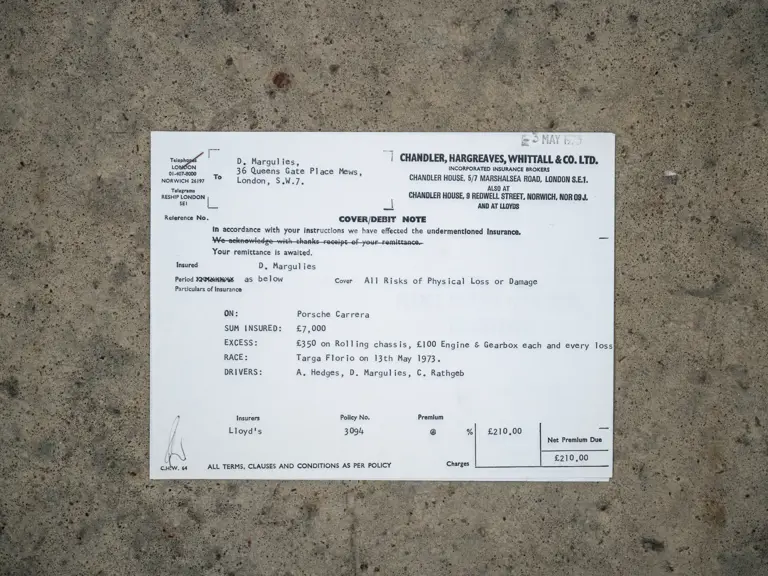 3 MAY 1973
Telephones
LONDON
01-407-8000
NORWICH 26197
Telegrams
RESHIP LONDON
SE1
To
D. Margulies,
36 Queens Gate Place Mews,
London, S.W.7.
CHANDLER, HARGREAVES, WHITTALL & CO. LTD.
INCORPORATED INSURANCE BROKERS
CHANDLER HOUSE, 5/7 MARSHALSEA ROAD, LONDON S.E.1.
ALSO AT
CHANDLER HOUSE, 9 REDWELL STREET, NORWICH. NOR 09J.
AND AT LLOYDS
Reference No.
COVER/DEBIT NOTE
In accordance with your instructions we have effected the undermentioned Insurance.
We acknowledge with thanks receipt of your remittance.
Your remittance is awaited.
Insured D. Margulies
Period as below Cover All Risks of Physical Loss or Damage
Particulars of Insurance
ON: Porsche Carrera
SUM INSURED: £7,000
EXCESS: £350 on Rolling chassis, £100 Engine & Gearbox each and every loss
RACE: Targa Florio on 13th May 1973.
DRIVERS: A. Hedges, D. Margulies, C. Rathgeb
Insurers Policy No. Premium
Lloyd's 3094 @ % £210,00
Net Premium Due
£210,00
C.H.W. 64 ALL TERMS, CLAUSES AND CONDITIONS AS PER POLICY Charges